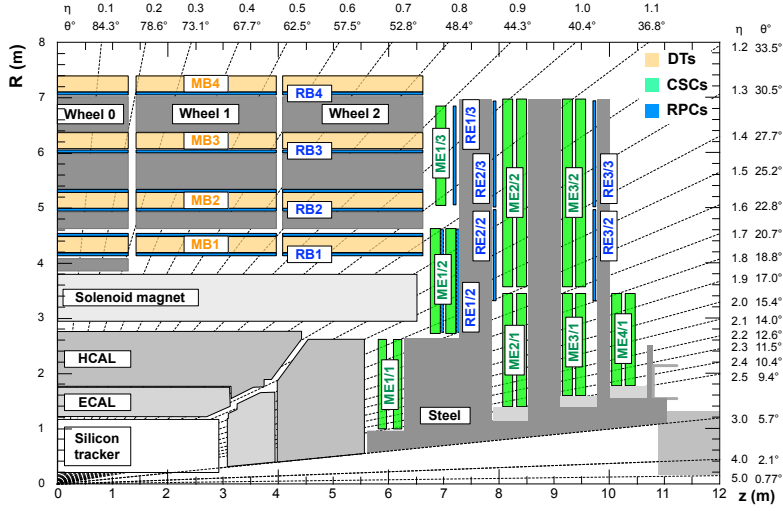 η 0.1 0.2 0.3 0.4 0.5 0.6 0.7 0.8 0.9 1.0 1.1 η θ°
θ° 84.3° 78.6° 73.1° 67.7° 62.5° 57.5° 52.8° 48.4° 44.3° 40.4° 36.8°
R (m)
8
7
6
5
4
3
2
1
0
1.2 33.5°
1.3 30.5°
1.4 27.7°
1.5 25.2°
1.6 22.8°
1.7 20.7°
1.8 18.8°
1.9 17.0°
2.0 15.4°
2.1 14.0°
2.2 12.6°
2.3 11.5°
2.4 10.4°
2.5 9.4°
3.0 5.7°
4.0 2.1°
5.0 0.77°
DTs
CSCs
RPCs
MB4
RB4
Wheel 0
Wheel 1
Wheel 2
MB3
RB3
MB2
RB2
MB1
RB1
Solenoid magnet
HCAL
ECAL
Silicon
tracker
Steel
ME1/3
RE1/3
RE2/3
ME2/2
ME3/2
RE3/3
ME1/2
RE1/2
RE2/2
RE3/2
ME1/1
ME2/1
ME3/1
ME4/1
0 1 2 3 4 5 6 7 8 9 10 11 12
z (m)